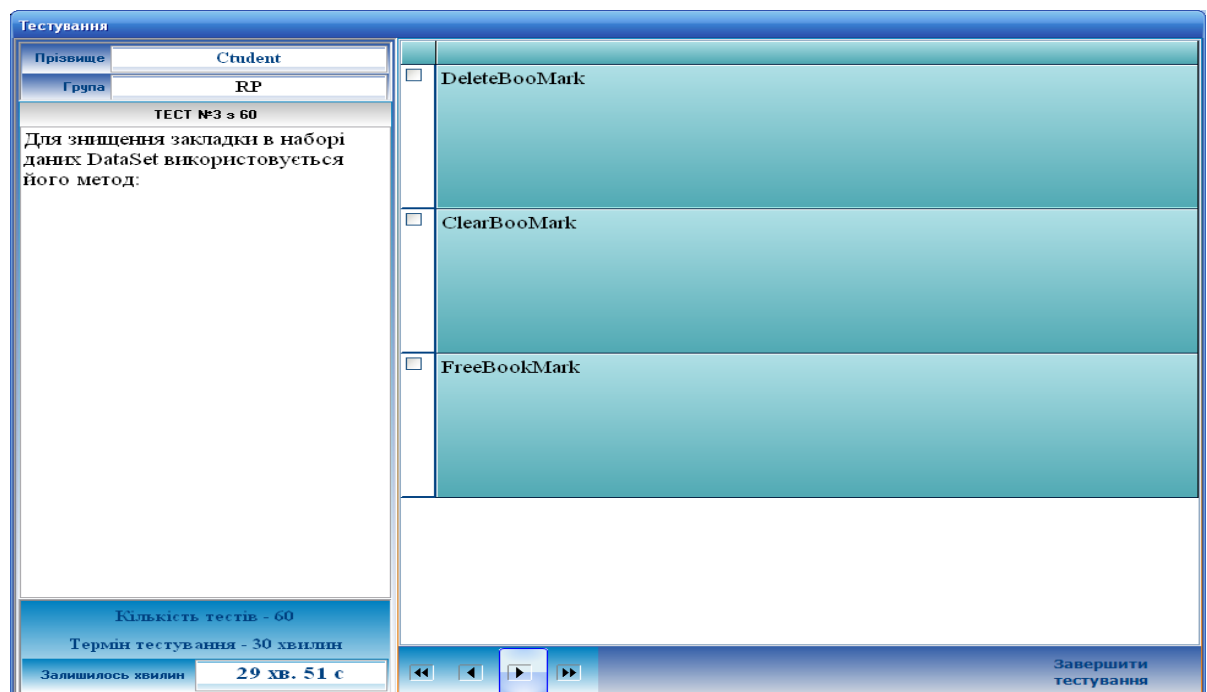 Тестування
Прізвище Ctudent
Група RP
ТЕСТ №3 з 60
Для знищення закладки в наборі
даних DataSet використовується
його метод:
DeleteBooMark
ClearBooMark
FreeBookMark
Кількість тестів - 60
Термін тестування - 30 хвилин
Залишилось хвилин 29 хв. 51 с
Завершити
тестування